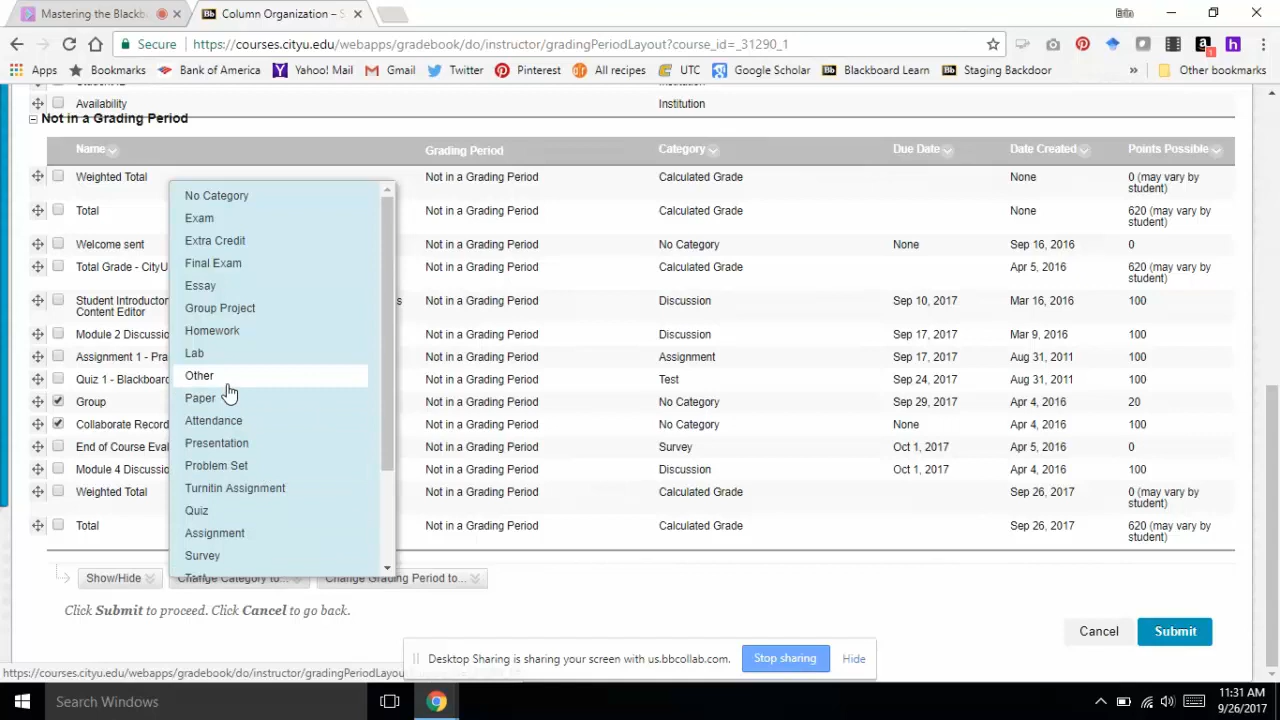 Mastering the Blackb
Column Organization – S
Erin
Secure
https://courses.cityu.edu/webapps/gradebook/do/instructor/gradingPeriodLayout?course_id=_31290_1
Apps
Bookmarks
Bank of America
Yahoo! Mail
Gmail
Twitter
Pinterest
All recipes
UTC
Google Scholar
Blackboard Learn
Staging Backdoor
»
Other bookmarks
Availability Institution
Not in a Grading Period
Name Grading Period Category Due Date Date Created Points Possible
Weighted Total Not in a Grading Period Calculated Grade None 0 (may vary by
student)
Total Not in a Grading Period Calculated Grade None 620 (may vary by
student)
Welcome sent Not in a Grading Period No Category None Sep 16, 2016 0
Total Grade - CityU Not in a Grading Period Calculated Grade Apr 5, 2016 620 (may vary by
student)
Student Introductor s Not in a Grading Period Discussion Sep 10, 2017 Mar 16, 2016 100
Content Editor
Module 2 Discussio Not in a Grading Period Discussion Sep 17, 2017 Mar 9, 2016 100
Assignment 1 - Pra Not in a Grading Period Assignment Sep 17, 2017 Aug 31, 2011 100
Quiz 1 - Blackboard Not in a Grading Period Test Sep 24, 2017 Aug 31, 2011 100
Group Not in a Grading Period No Category Sep 29, 2017 Apr 4, 2016 20
Collaborate Record Not in a Grading Period No Category None Apr 4, 2016 100
End of Course Eval Not in a Grading Period Survey Oct 1, 2017 Apr 5, 2016 0
Module 4 Discussio Not in a Grading Period Discussion Oct 1, 2017 Apr 4, 2016 100
Weighted Total Not in a Grading Period Calculated Grade Sep 26, 2017 0 (may vary by
student)
Total Not in a Grading Period Calculated Grade Sep 26, 2017 620 (may vary by
student)
No Category
Exam
Extra Credit
Final Exam
Essay
Group Project
Homework
Lab
Other
Paper
Attendance
Presentation
Problem Set
Turnitin Assignment
Quiz
Assignment
Survey
Show/Hide
Change Category to...
Change Grading Period to...
Click Submit to proceed. Click Cancel to go back.
Cancel
Submit
Desktop Sharing is sharing your screen with us.bbcollab.com.
Stop sharing
Hide
https://courses.cityu.edu/webapps/gradebook/do/instructor/gradingPeriodLayou
Search Windows
11:31 AM
9/26/2017